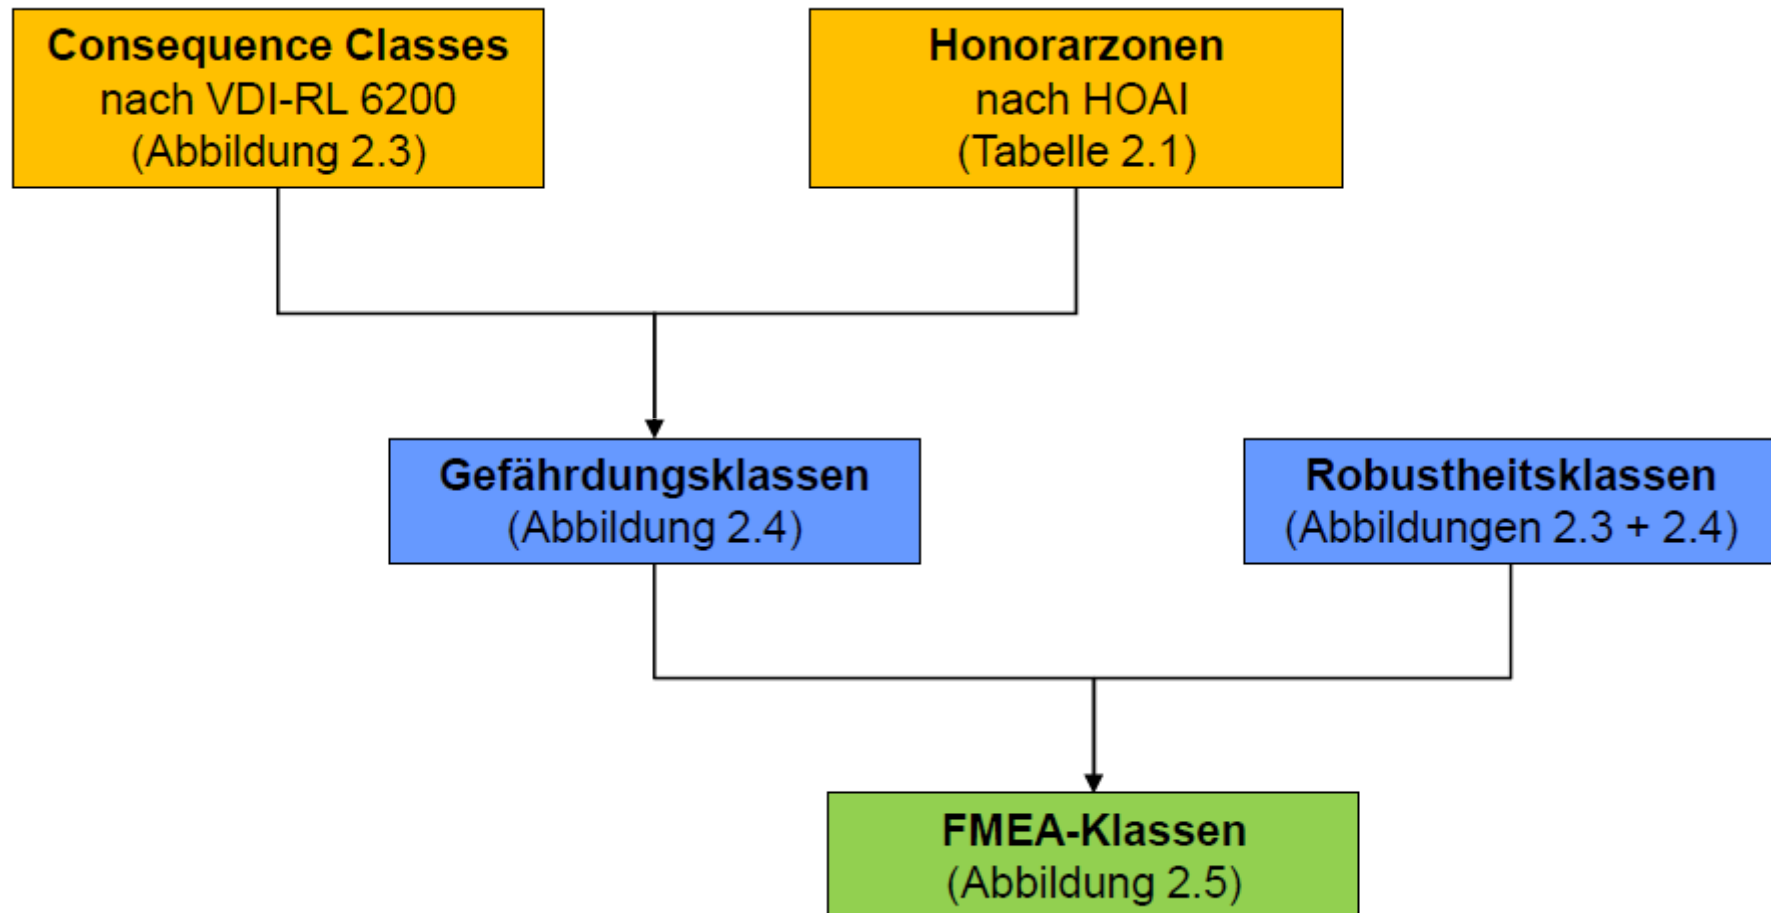 Consequence Classes
nach VDI-RL 6200
(Abbildung 2.3)
Honorarzonen
nach HOAI
(Tabelle 2.1)
Gefährdungsklassen
(Abbildung 2.4)
Robustheitsklassen
(Abbildungen 2.3 + 2.4)
FMEA-Klassen
(Abbildung 2.5)